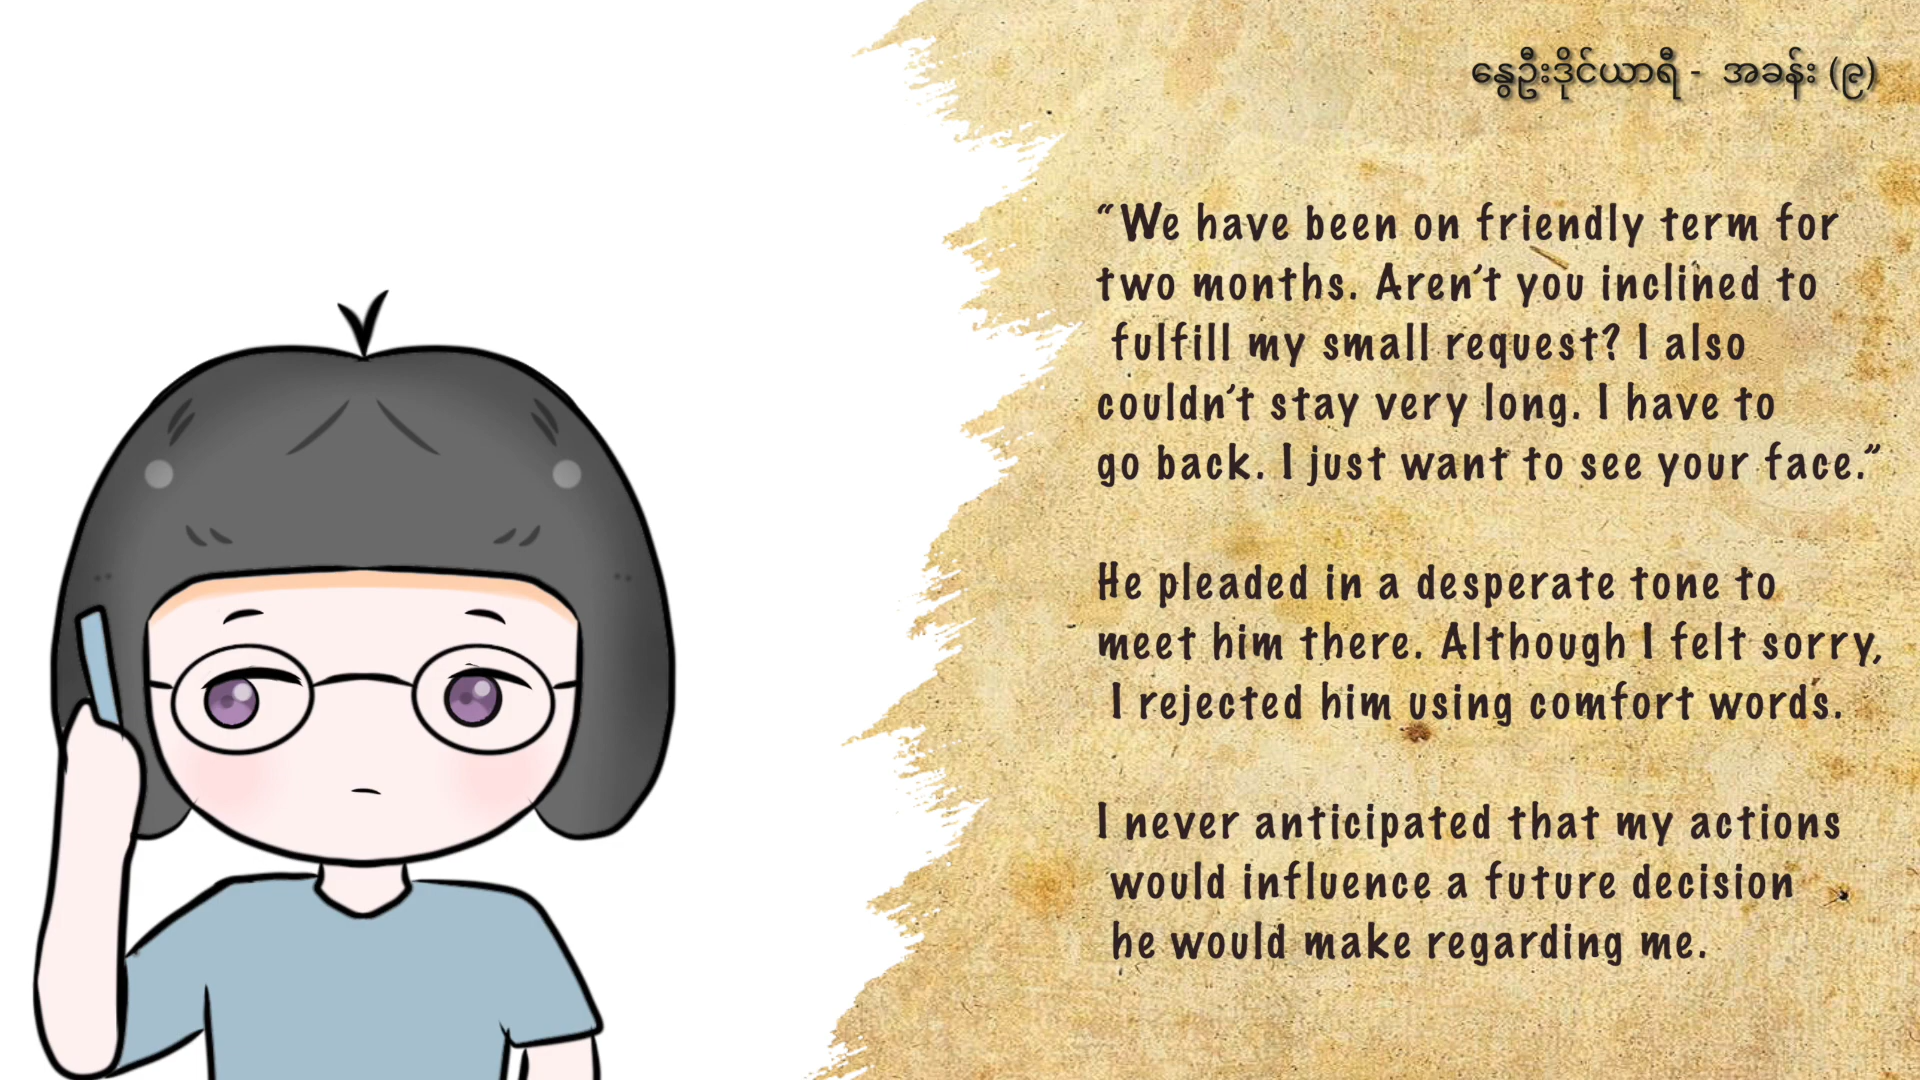 နွေဦးဒိုင်ယာရီ - အခန်း (၉)
“We have been on friendly term for
two months. Aren’t you inclined to
fulfill my small request? I also
couldn’t stay very long. I have to
go back. I just want to see your face.”
He pleaded in a desperate tone to
meet him there. Although I felt sorry,
I rejected him using comfort words.
I never anticipated that my actions
would influence a future decision
he would make regarding me.